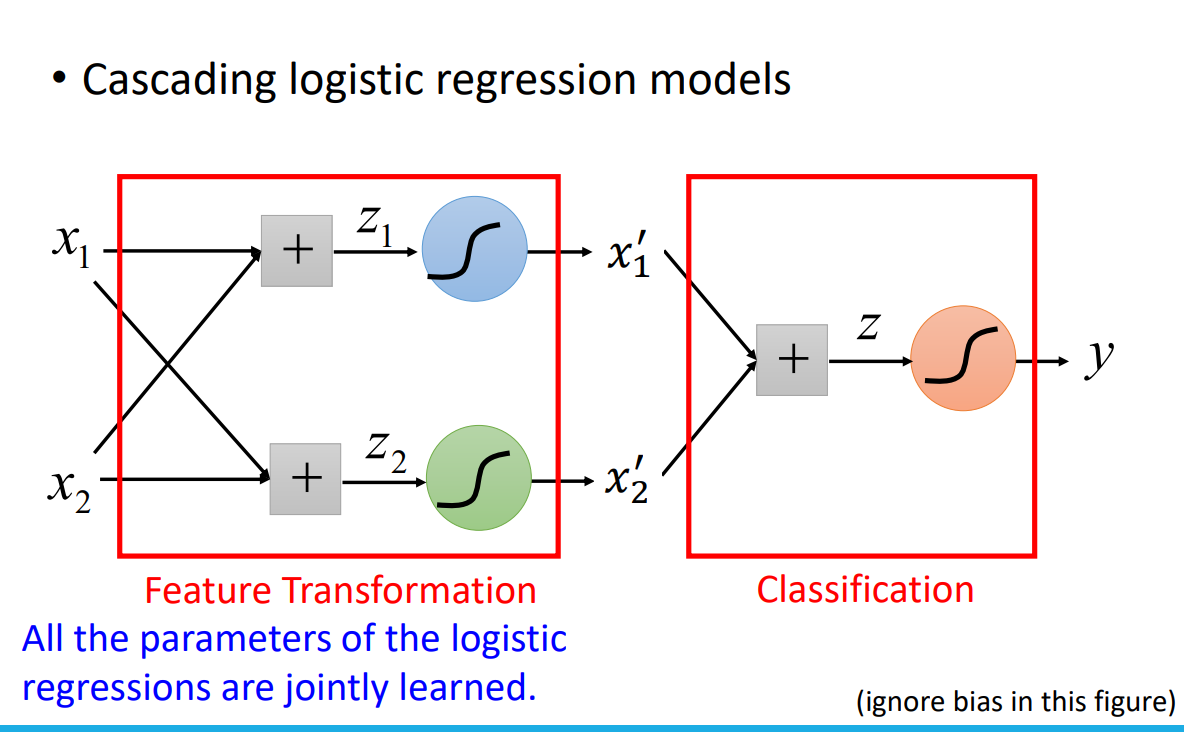 • Cascading logistic regression models
x₁
+
z₁
x′₁
x₂
+
z₂
x′₂
+
z
y
Feature Transformation
Classification
All the parameters of the logistic
regressions are jointly learned.
(ignore bias in this figure)